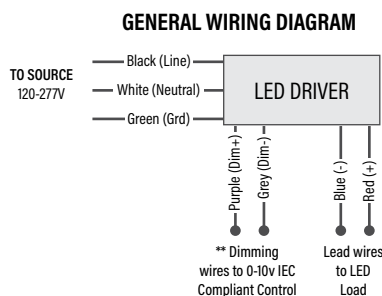 GENERAL WIRING DIAGRAM
TO SOURCE
120-277V
Black (Line)
White (Neutral)
Green (Grd)
LED DRIVER
Purple (Dim+)
Grey (Dim-)
Blue (-)
Red (+)
** Dimming
wires to 0-10v IEC
Compliant Control
Lead wires
to LED
Load